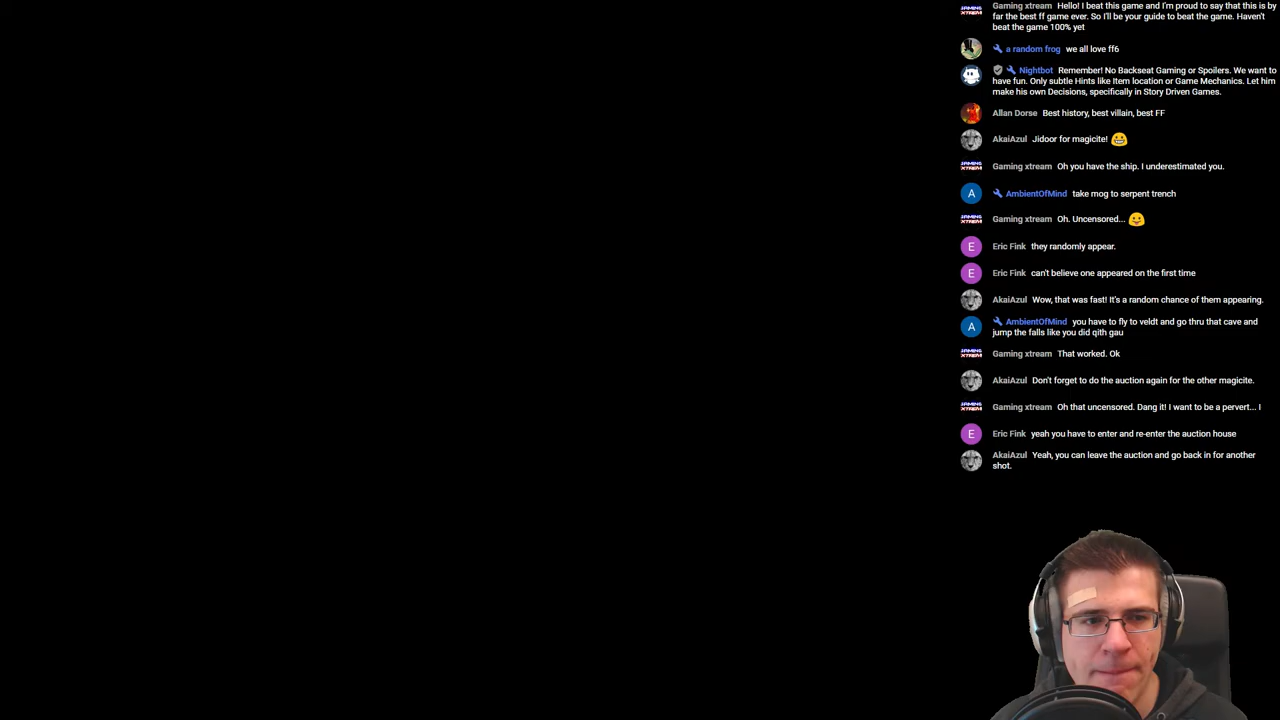 Gaming xtream Hello! I beat this game and I'm proud to say that this is by
far the best ff game ever. So I'll be your guide to beat the game. Haven't
beat the game 100% yet
a random frog we all love ff6
Nightbot Remember! No Backseat Gaming or Spoilers. We want to
have fun. Only subtle Hints like Item location or Game Mechanics. Let him
make his own Decisions, specifically in Story Driven Games.
Allan Dorse Best history, best villain, best FF
AkaiAzul Jidoor for magicite!
Gaming xtream Oh you have the ship. I underestimated you.
A AmbientOfMind take mog to serpent trench
Gaming xtream Oh. Uncensored...
E Eric Fink they randomly appear.
E Eric Fink can't believe one appeared on the first time
AkaiAzul Wow, that was fast! It's a random chance of them appearing.
A AmbientOfMind you have to fly to veldt and go thru that cave and
jump the falls like you did qith gau
Gaming xtream That worked. Ok
AkaiAzul Don't forget to do the auction again for the other magicite.
Gaming xtream Oh that uncensored. Dang it! I want to be a pervert... I
E Eric Fink yeah you have to enter and re-enter the auction house
AkaiAzul Yeah, you can leave the auction and go back in for another
shot.